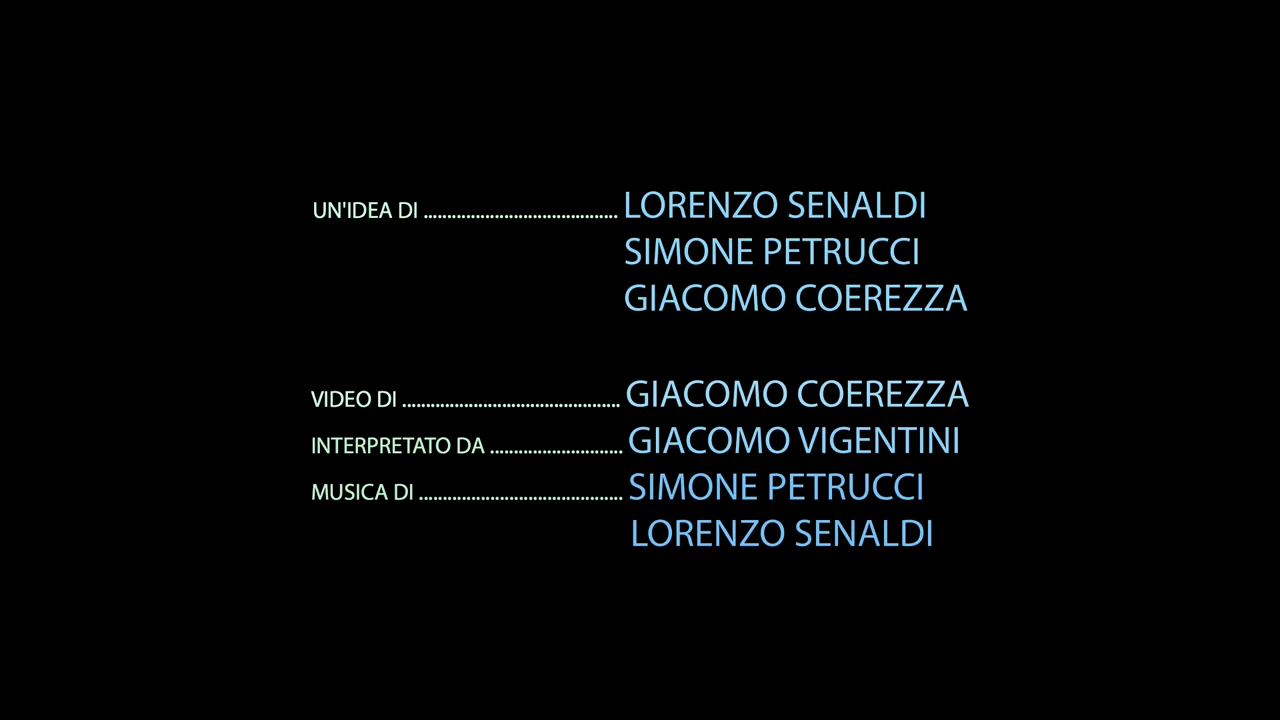 UN'IDEA DI ......................................... LORENZO SENALDI
SIMONE PETRUCCI
GIACOMO COEREZZA
VIDEO DI .............................................. GIACOMO COEREZZA
INTERPRETATO DA ............................ GIACOMO VIGENTINI
MUSICA DI ........................................... SIMONE PETRUCCI
LORENZO SENALDI